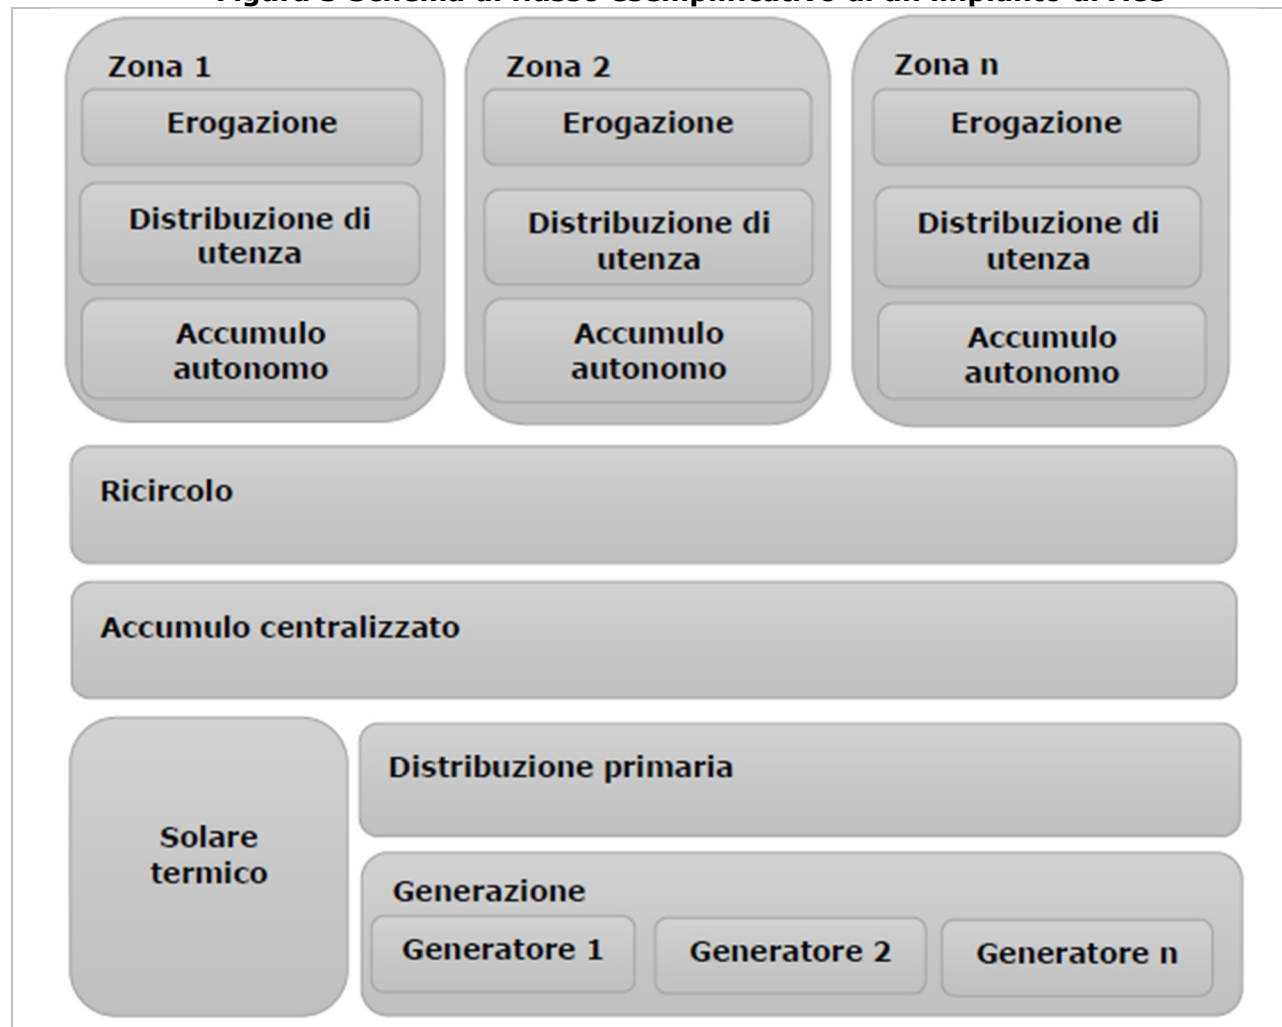 Zona 1
Erogazione
Distribuzione di
utenza
Accumulo
autonomo
Zona 2
Erogazione
Distribuzione di
utenza
Accumulo
autonomo
Zona n
Erogazione
Distribuzione di
utenza
Accumulo
autonomo
Ricircolo
Accumulo centralizzato
Solare
termico
Distribuzione primaria
Generazione
Generatore 1
Generatore 2
Generatore n